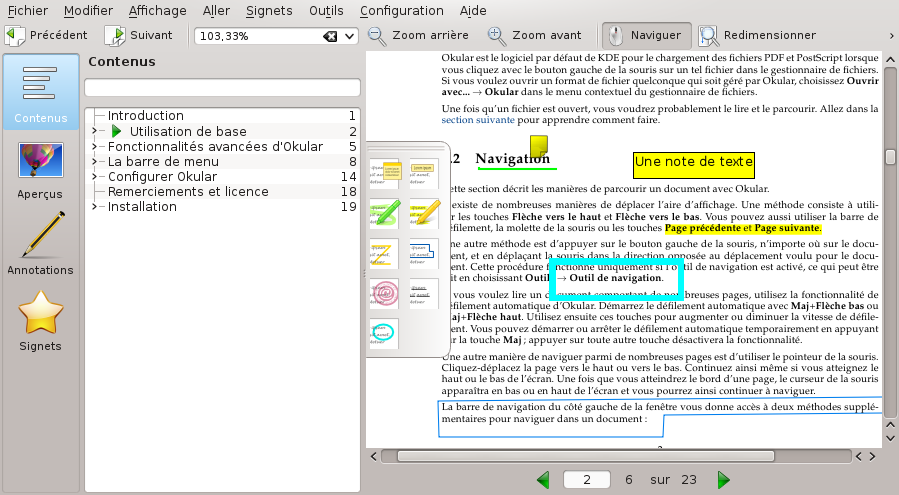 Fichier Modifier Affichage Aller Signets Outils Configuration Aide
Précédent Suivant 103,33% Zoom arrière Zoom avant Naviguer Redimensionner
Contenus
Aperçus
Annotations
Signets
Contenus
Introduction 1
Utilisation de base 2
Fonctionnalités avancées d'Okular 5
La barre de menu 8
Configurer Okular 14
Remerciements et licence 18
Installation 19
Okular est le logiciel par défaut de KDE pour le chargement des fichiers PDF et PostScript lorsque
vous cliquez avec le bouton gauche de la souris sur un tel fichier dans le gestionnaire de fichiers.
Si vous voulez ouvrir un format de fichier quelconque qui soit géré par Okular, choisissez Ouvrir
avec... → Okular dans le menu contextuel du gestionnaire de fichiers.
Une fois qu'un fichier est ouvert, vous voudrez probablement le lire et le parcourir. Allez dans la
section suivante pour apprendre comment faire.
.2 Navigation
Une note de texte
ette section décrit les manières de parcourir un document avec Okular.
existe de nombreuses manières de déplacer l'aire d'affichage. Une méthode consiste à utili-
er les touches Flèche vers le haut et Flèche vers le bas. Vous pouvez aussi utiliser la barre de
éfilement, la molette de la souris ou les touches Page précédente et Page suivante.
ne autre méthode est d'appuyer sur le bouton gauche de la souris, n'importe où sur le docu-
ent, et en déplaçant la souris dans la direction opposée au déplacement voulu pour le docu-
ent. Cette procédure fonctionne uniquement si l'outil de navigation est activé, ce qui peut être
it en choisissant Outils → Outil de navigation.
vous voulez lire un document comportant de nombreuses pages, utilisez la fonctionnalité de
éfilement automatique d'Okular. Démarrez le défilement automatique avec Maj+Flèche bas ou
aj+Flèche haut. Utilisez ensuite ces touches pour augmenter ou diminuer la vitesse de défile-
ent. Vous pouvez démarrer ou arrêter le défilement automatique temporairement en appuyant
ur la touche Maj ; appuyer sur toute autre touche désactivera la fonctionnalité.
Une autre manière de naviguer parmi de nombreuses pages est d'utiliser le pointeur de la souris.
Cliquez-déplacez la page vers le haut ou vers le bas. Continuez ainsi même si vous atteignez le
haut ou le bas de l'écran. Une fois que vous atteindrez le bord d'une page, le curseur de la souris
apparaîtra en bas ou en haut de l'écran et vous pourrez ainsi continuer à naviguer.
La barre de navigation du côté gauche de la fenêtre vous donne accès à deux méthodes supplé-
mentaires pour naviguer dans un document :
2 6 sur 23